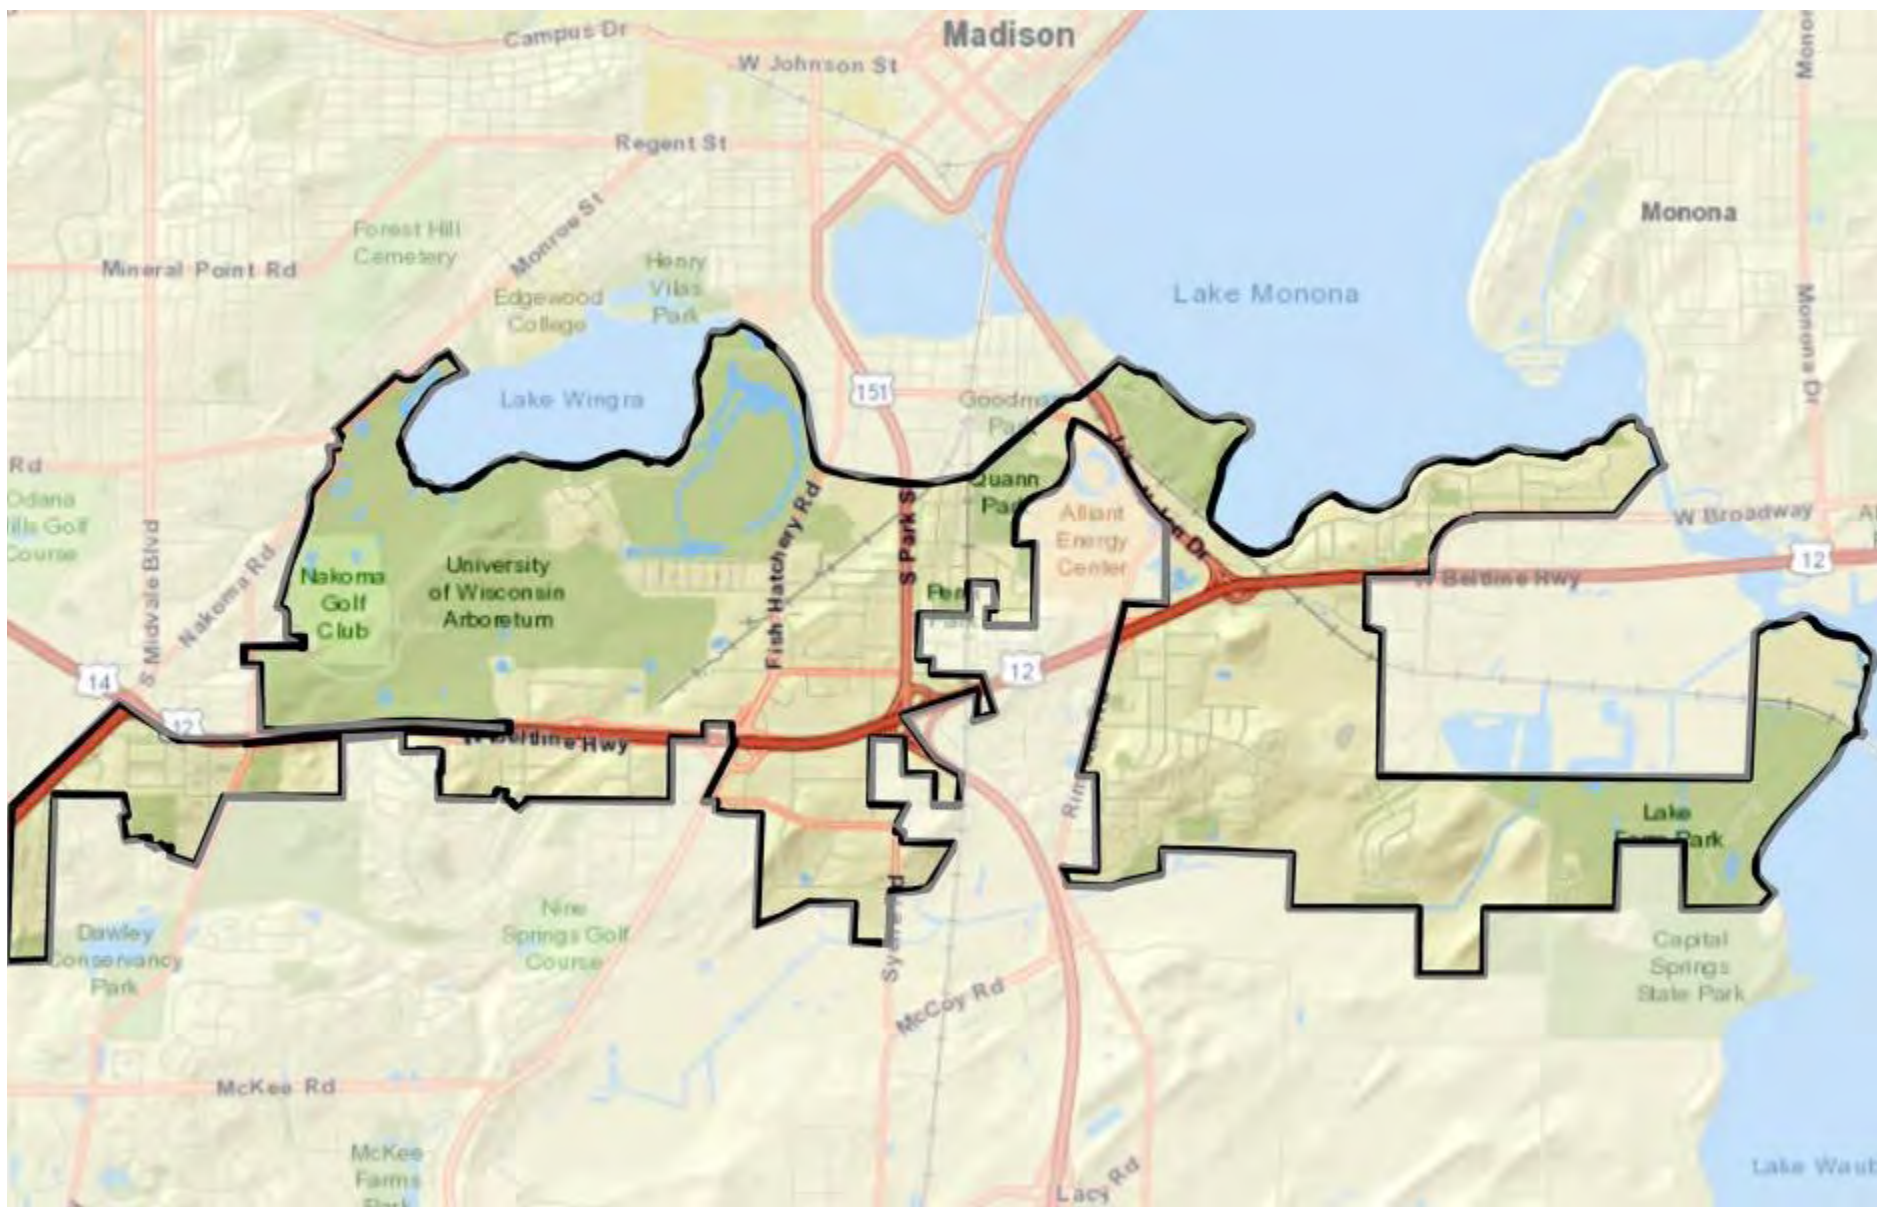 Campus Dr
Madison
W Johnson St
Regent St
Monroe St
Forest Hill
Cemetery
Mineral Point Rd
Henry
Vilas
Park
Edgewood
College
Monona
Lake Monona
Monona Dr
Lake Wingra
151
Park
Rd
Course
S Midvale Blvd
Nakoma Rd
Nakoma
Golf
Club
University
of Wisconsin
Arboretum
Fish Hatchery Rd
S Park S
Quann
Alliant
Energy
Center
Dr
W Broadway
12
W Beltline Hwy
14
12
12
W Beltline Hwy
Lake
Park
Nine
Springs Golf
Course
Dawley
Conservancy
Park
McCoy Rd
Capital
Springs
State Park
McKee Rd
McKee
Farms
Lacy Rd
Lake